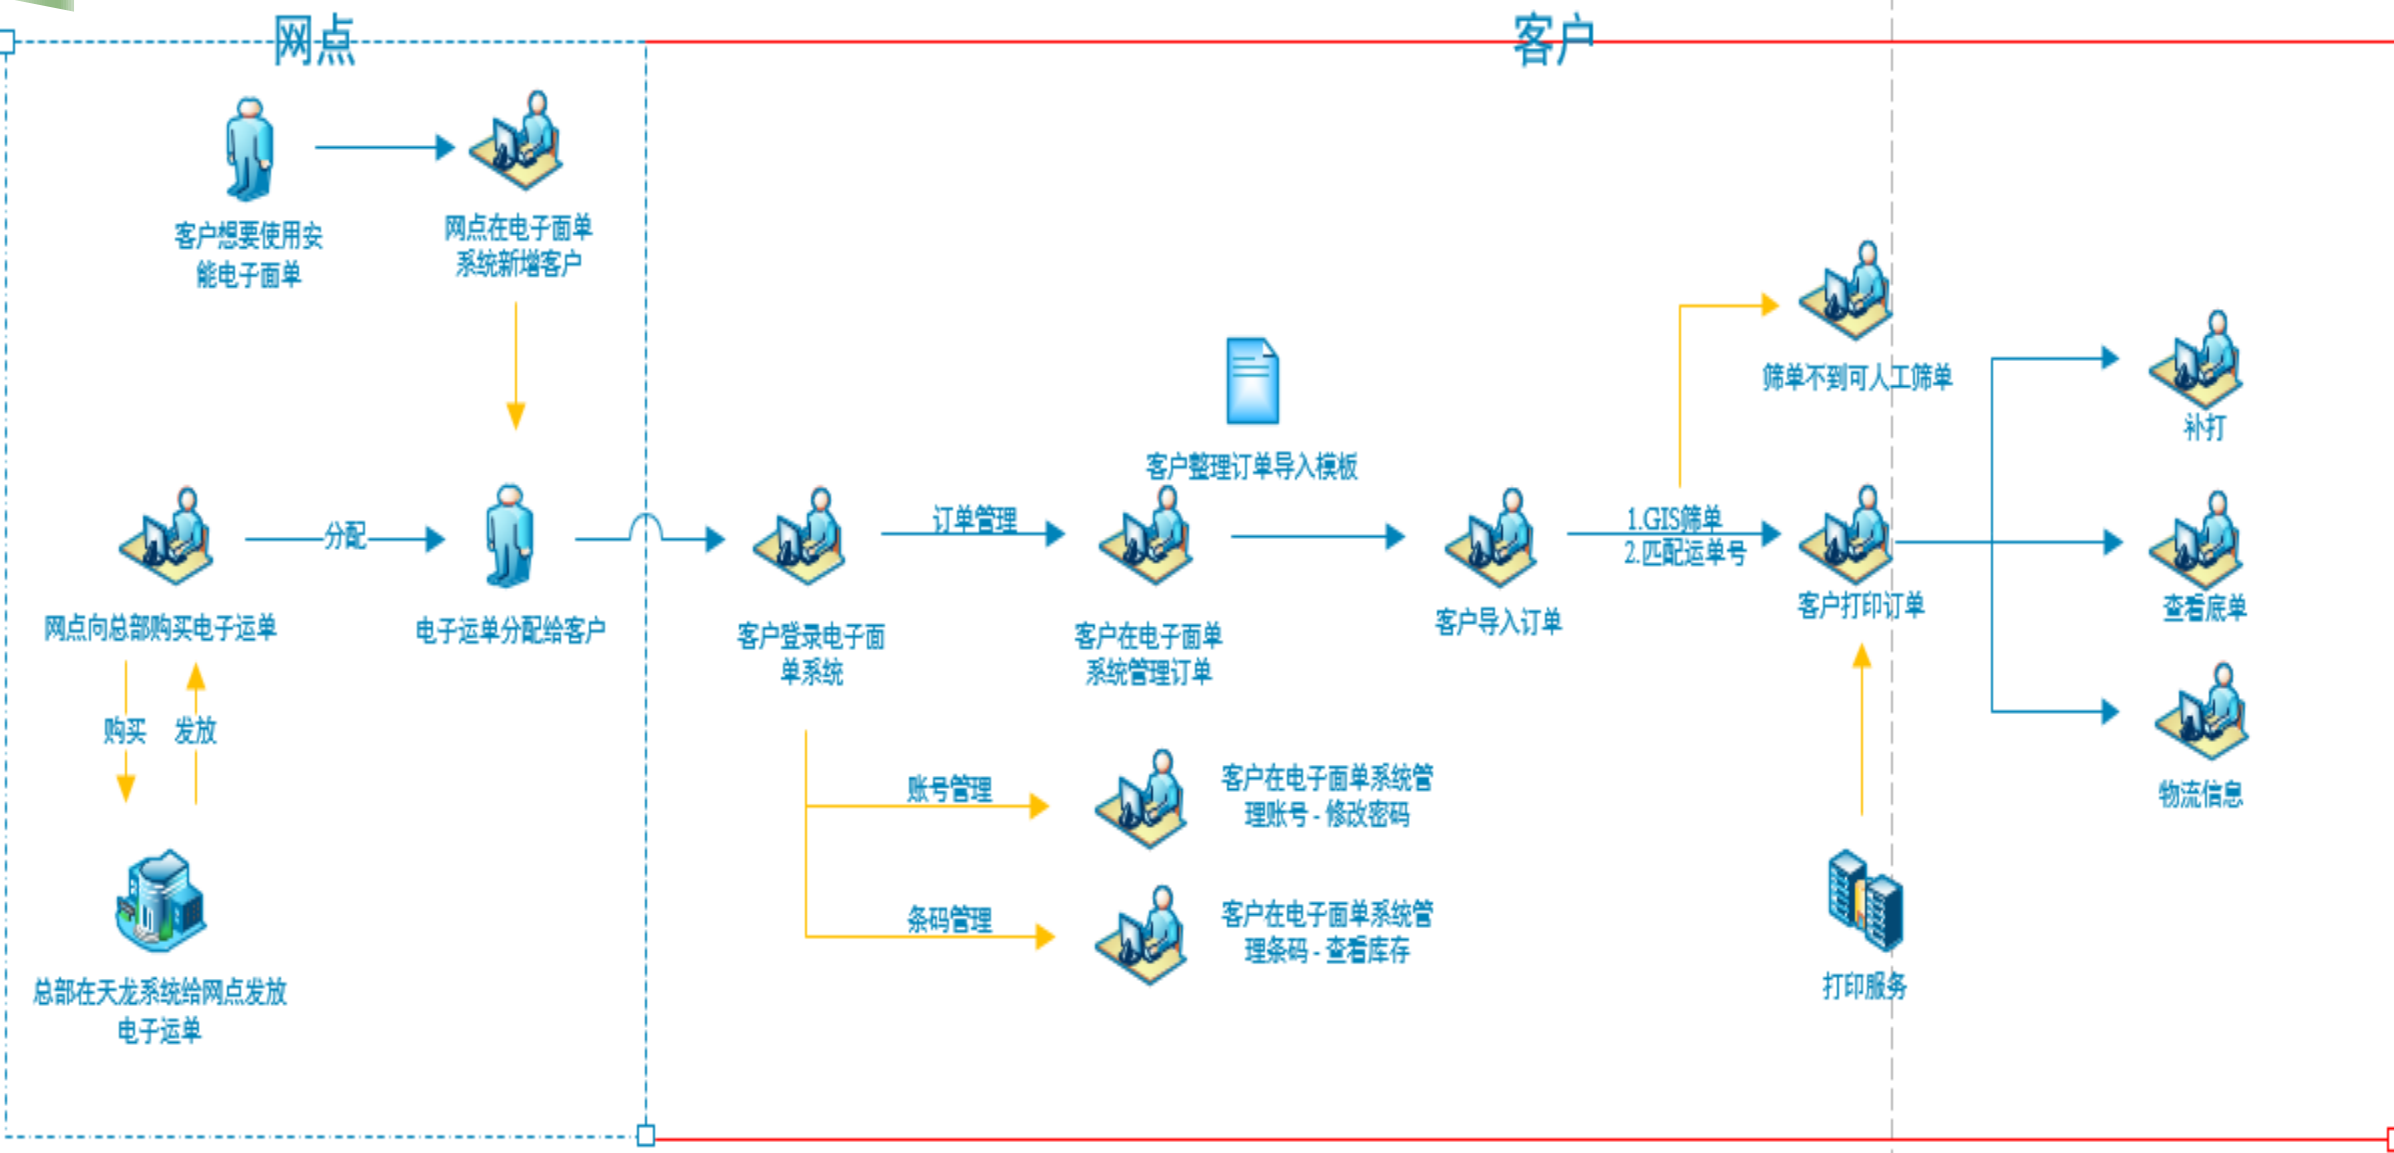 网点
客户
客户想要使用安
能电子面单
网点在电子面单
系统新增客户
网点向总部购买电子运单
分配
电子运单分配给客户
购买
发放
总部在天龙系统给网点发放
电子运单
客户登录电子面
单系统
订单管理
客户整理订单导入模板
客户在电子面单
系统管理订单
客户导入订单
1.GIS筛单
2.匹配运单号
筛单不到可人工筛单
客户打印订单
打印服务
补打
查看底单
物流信息
账号管理
客户在电子面单系统管
理账号 - 修改密码
条码管理
客户在电子面单系统管
理条码 - 查看库存